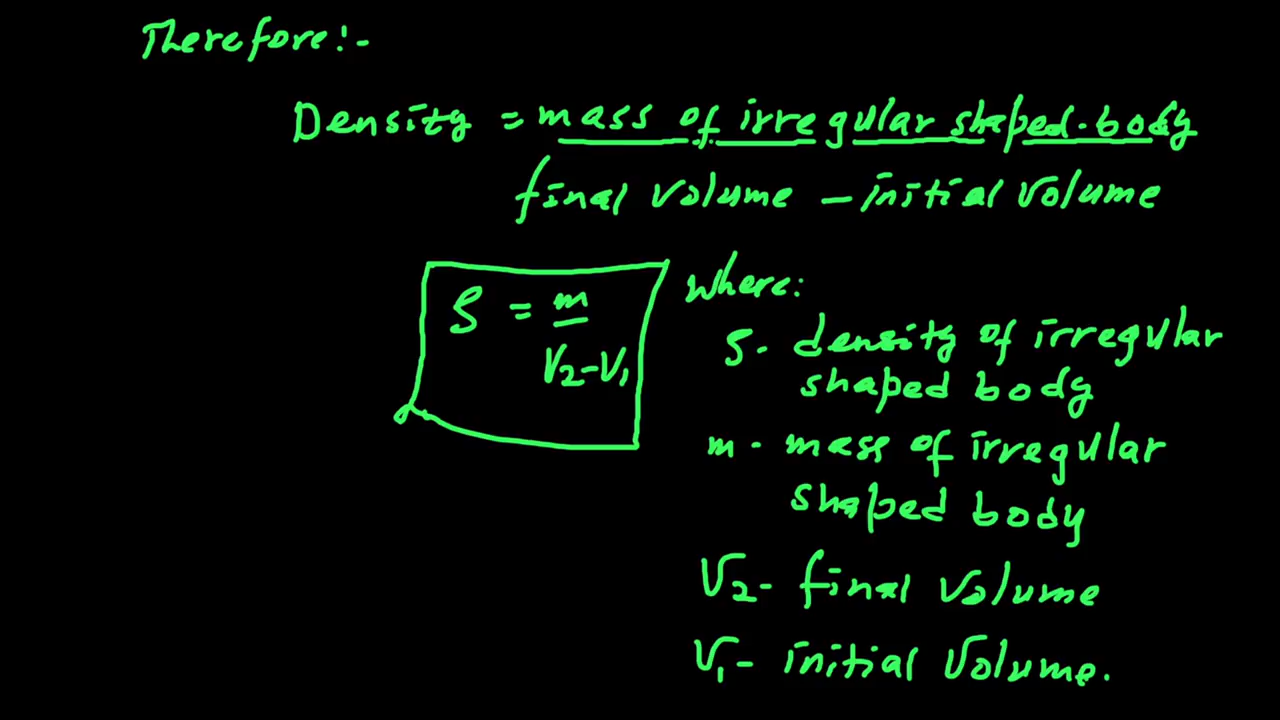 Therefore:-
Density = mass of irregular shaped body
final volume - initial volume
ρ = m
V2-V1
where:
ρ - density of irregular
shaped body
m - mass of irregular
shaped body
V2 - final volume
V1 - initial volume.